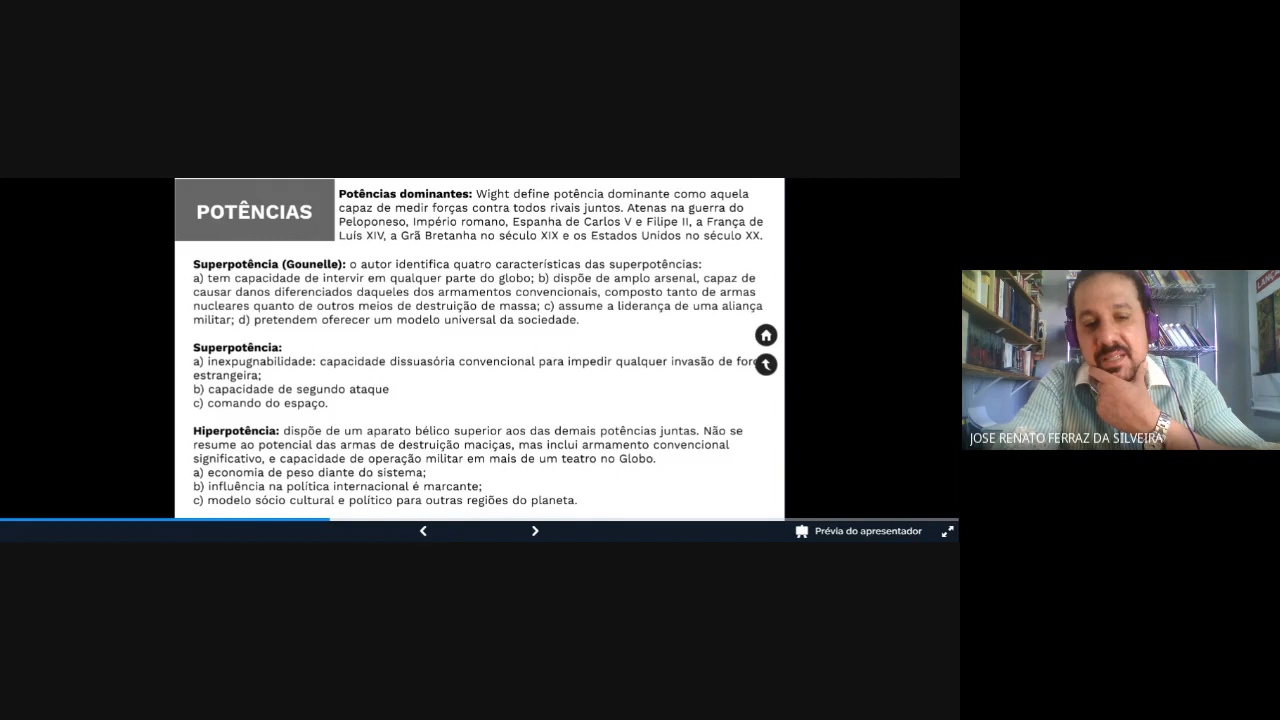 POTÊNCIAS
Potências dominantes: Wight define potência dominante como aquela
capaz de medir forças contra todos rivais juntos. Atenas na guerra do
Peloponeso, Império romano, Espanha de Carlos V e Filipe II, a França de
Luís XIV, a Grã Bretanha no século XIX e os Estados Unidos no século XX.
Superpotência (Gounelle): o autor identifica quatro características das superpotências:
a) tem capacidade de intervir em qualquer parte do globo; b) dispõe de amplo arsenal, capaz de
causar danos diferenciados daqueles dos armamentos convencionais, composto tanto de armas
nucleares quanto de outros meios de destruição de massa; c) assume a liderança de uma aliança
militar; d) pretendem oferecer um modelo universal da sociedade.
Superpotência:
a) inexpugnabilidade: capacidade dissuasória convencional para impedir qualquer invasão de
estrangeira;
b) capacidade de segundo ataque
c) comando do espaço.
Hiperpotência: dispõe de um aparato bélico superior aos das demais potências juntas. Não se
resume ao potencial das armas de destruição maciças, mas inclui armamento convencional
significativo, e capacidade de operação militar em mais de um teatro no Globo.
a) economia de peso diante do sistema;
b) influência na política internacional é marcante;
c) modelo sócio cultural e político para outras regiões do planeta.
Prévia do apresentador
JOSE RENATO FERRAZ DA SILVEIRA